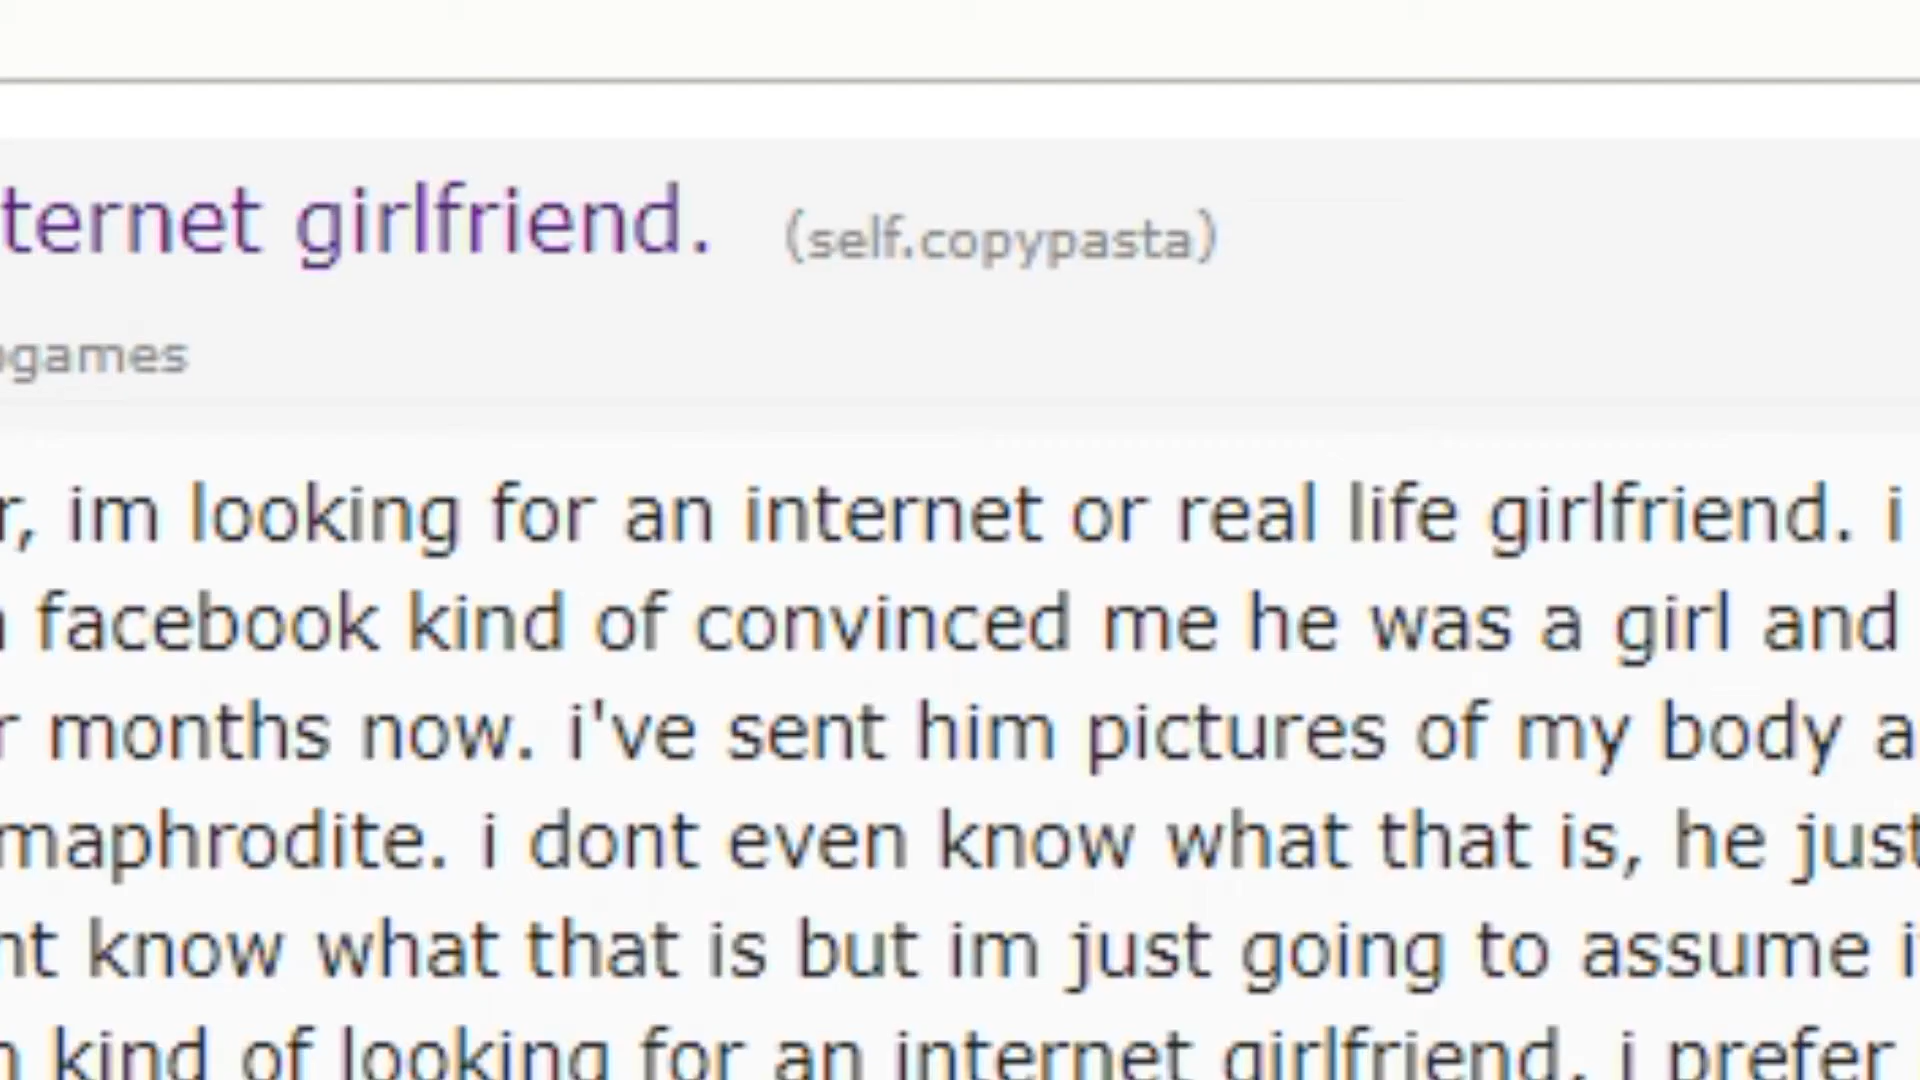 ternet girlfriend. (self.copypasta)
games
r, im looking for an internet or real life girlfriend. i
facebook kind of convinced me he was a girl and
r months now. i've sent him pictures of my body a
maphrodite. i dont even know what that is, he just
nt know what that is but im just going to assume i
kind of looking for an internet girlfriend. i prefer